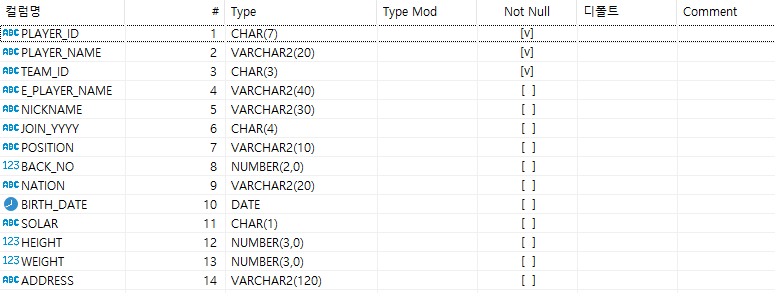 컬럼명 # Type Type Mod Not Null 디폴트 Comment
ABC PLAYER_ID 1 CHAR(7) [v]
ABC PLAYER_NAME 2 VARCHAR2(20) [v]
ABC TEAM_ID 3 CHAR(3) [v]
ABC E_PLAYER_NAME 4 VARCHAR2(40) [ ]
ABC NICKNAME 5 VARCHAR2(30) [ ]
ABC JOIN_YYYY 6 CHAR(4) [ ]
ABC POSITION 7 VARCHAR2(10) [ ]
123 BACK_NO 8 NUMBER(2,0) [ ]
ABC NATION 9 VARCHAR2(20) [ ]
BIRTH_DATE 10 DATE [ ]
ABC SOLAR 11 CHAR(1) [ ]
123 HEIGHT 12 NUMBER(3,0) [ ]
123 WEIGHT 13 NUMBER(3,0) [ ]
ABC ADDRESS 14 VARCHAR2(120) [ ]